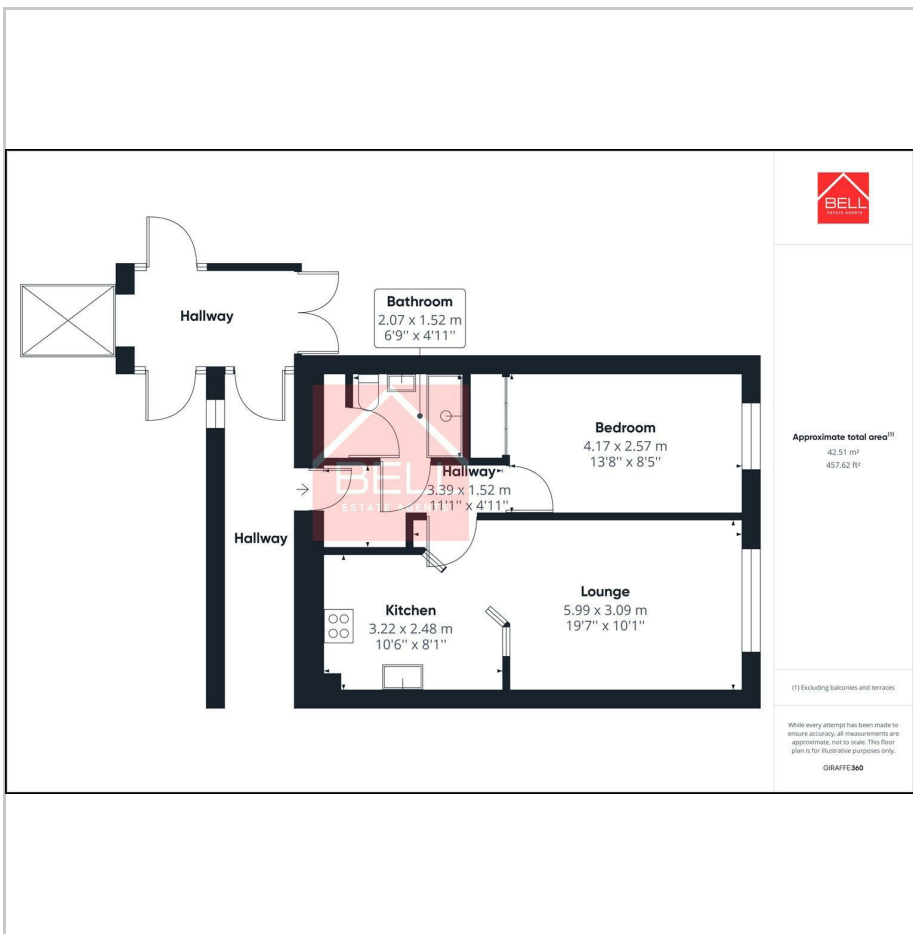 Hallway
Bathroom
2.07 x 1.52 m
6'9'' x 4'11''
Bedroom
4.17 x 2.57 m
13'8'' x 8'5''
Hallway
3.39 x 1.52 m
11'1'' x 4'11''
BELL
ESTATE AGENTS
Hallway
Kitchen
3.22 x 2.48 m
10'6'' x 8'1''
Lounge
5.99 x 3.09 m
19'7'' x 10'1''
BELL
ESTATE AGENTS
Approximate total area(1)
42.51 m²
457.62 ft²
(1) Excluding balconies and terraces
While every attempt has been made to
ensure accuracy, all measurements are
approximate, not to scale. This floor
plan is for illustrative purposes only.
GIRAFFE360